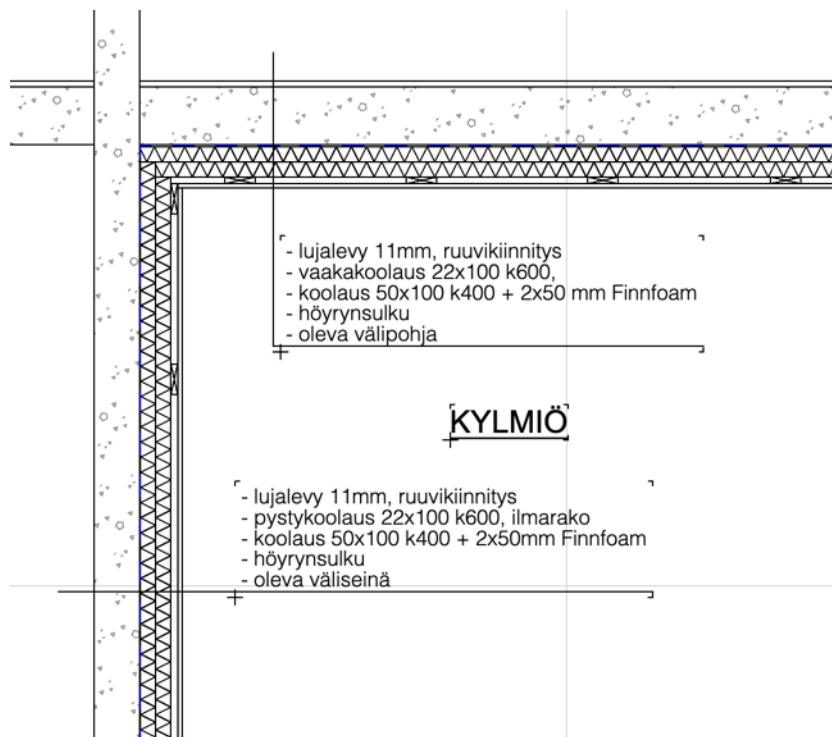 - lujalevy 11mm, ruuvikiinnitys
- vaakakoolaus 22x100 k600,
- koolaus 50x100 k400 + 2x50 mm Finnfoam
- höyrynsulku
- oleva välipohja
KYLMIÖ
- lujalevy 11mm, ruuvikiinnitys
- pystykoolaus 22x100 k600, ilmarako
- koolaus 50x100 k400 + 2x50mm Finnfoam
- höyrynsulku
- oleva väliseinä